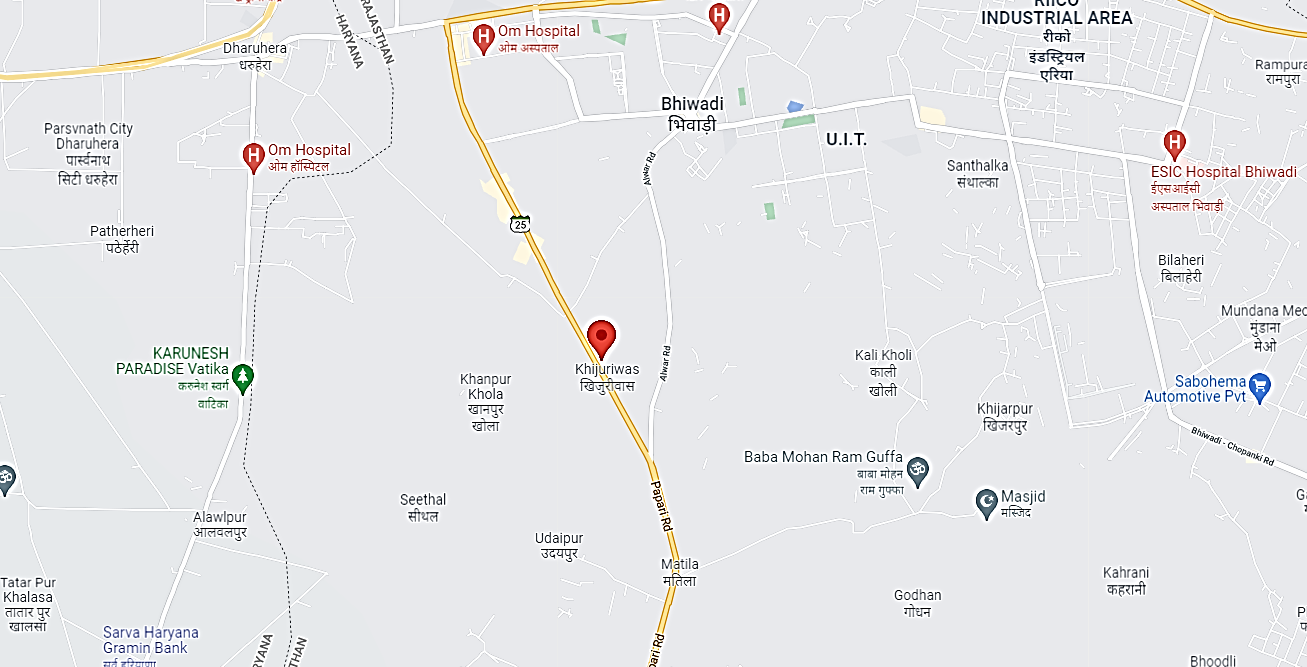 HARYANA
RAJASTHAN
RIICO
INDUSTRIAL AREA
रीको
इंडस्ट्रियल
एरिया
Om Hospital
ओम अस्पताल
Dharuhera
धारुहेरा
Rampura
रामपुरा
Bhiwadi
भिवाड़ी
U.I.T.
Parsvnath City
Dharuhera
पार्श्वनाथ
सिटी धरुहेरा
Om Hospital
ओम हॉस्पिटल
Alwar Rd
Santhalka
संथाल्का
ESIC Hospital Bhiwadi
ईएसआईसी
अस्पताल भिवाड़ी
25
Patherheri
पठेर्हेरी
Bilaheri
बिलाहेरी
Mundana Meo
मुंडाना
मेओ
KARUNESH
PARADISE Vatika
करुनेश स्वर्ग
वाटिका
Khijuriwas
खिजुरीवास
Alwar Rd
Kali Kholi
काली
खोली
Khanpur
Khola
खानपुर
खोला
Sabohema
Automotive Pvt
Khijarpur
खिजरपुर
Bhiwadi - Chopanki Rd
Baba Mohan Ram Guffa
बाबा मोहन
राम गुफ्फा
Masjid
मस्जिद
Seethal
सीथल
Papari Rd
Alawlpur
आलवलपुर
Udaipur
उदयपुर
Matila
मतिला
Tatar Pur
Khalasa
तातार पुर
खालसा
Kahrani
कहरानी
Godhan
गोधन
Sarva Haryana
Gramin Bank
Bhoodli